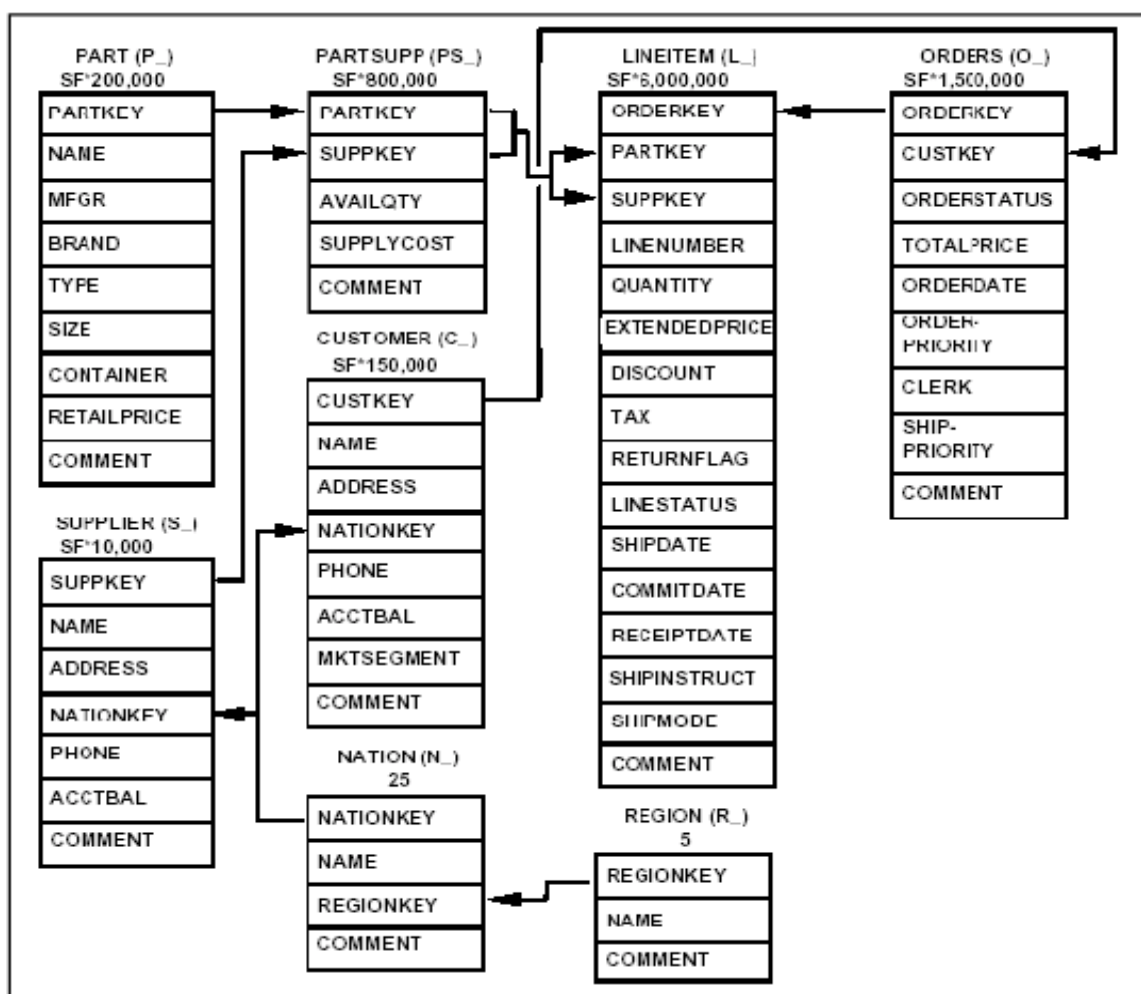 PART (P_)
SF*200,000
PARTKEY
NAME
MFGR
BRAND
TYPE
SIZE
CONTAINER
RETAILPRICE
COMMENT
SUPPLIER (S_)
SF*10,000
SUPPKEY
NAME
ADDRESS
NATIONKEY
PHONE
ACCTBAL
COMMENT
PARTSUPP (PS_)
SF*800,000
PARTKEY
SUPPKEY
AVAILQTY
SUPPLYCOST
COMMENT
CUSTOMER (C_)
SF*150,000
CUSTKEY
NAME
ADDRESS
NATIONKEY
PHONE
ACCTBAL
MKTSEGMENT
COMMENT
NATION (N_)
25
NATIONKEY
NAME
REGIONKEY
COMMENT
LINEITEM (L_)
SF*6,000,000
ORDERKEY
PARTKEY
SUPPKEY
LINENUMBER
QUANTITY
EXTENDEDPRICE
DISCOUNT
TAX
RETURNFLAG
LINESTATUS
SHIPDATE
COMMITDATE
RECEIPTDATE
SHIPINSTRUCT
SHIPMODE
COMMENT
REGION (R_)
5
REGIONKEY
NAME
COMMENT
ORDERS (O_)
SF*1,500,000
ORDERKEY
CUSTKEY
ORDERSTATUS
TOTALPRICE
ORDERDATE
ORDER-
PRIORITY
CLERK
SHIP-
PRIORITY
COMMENT